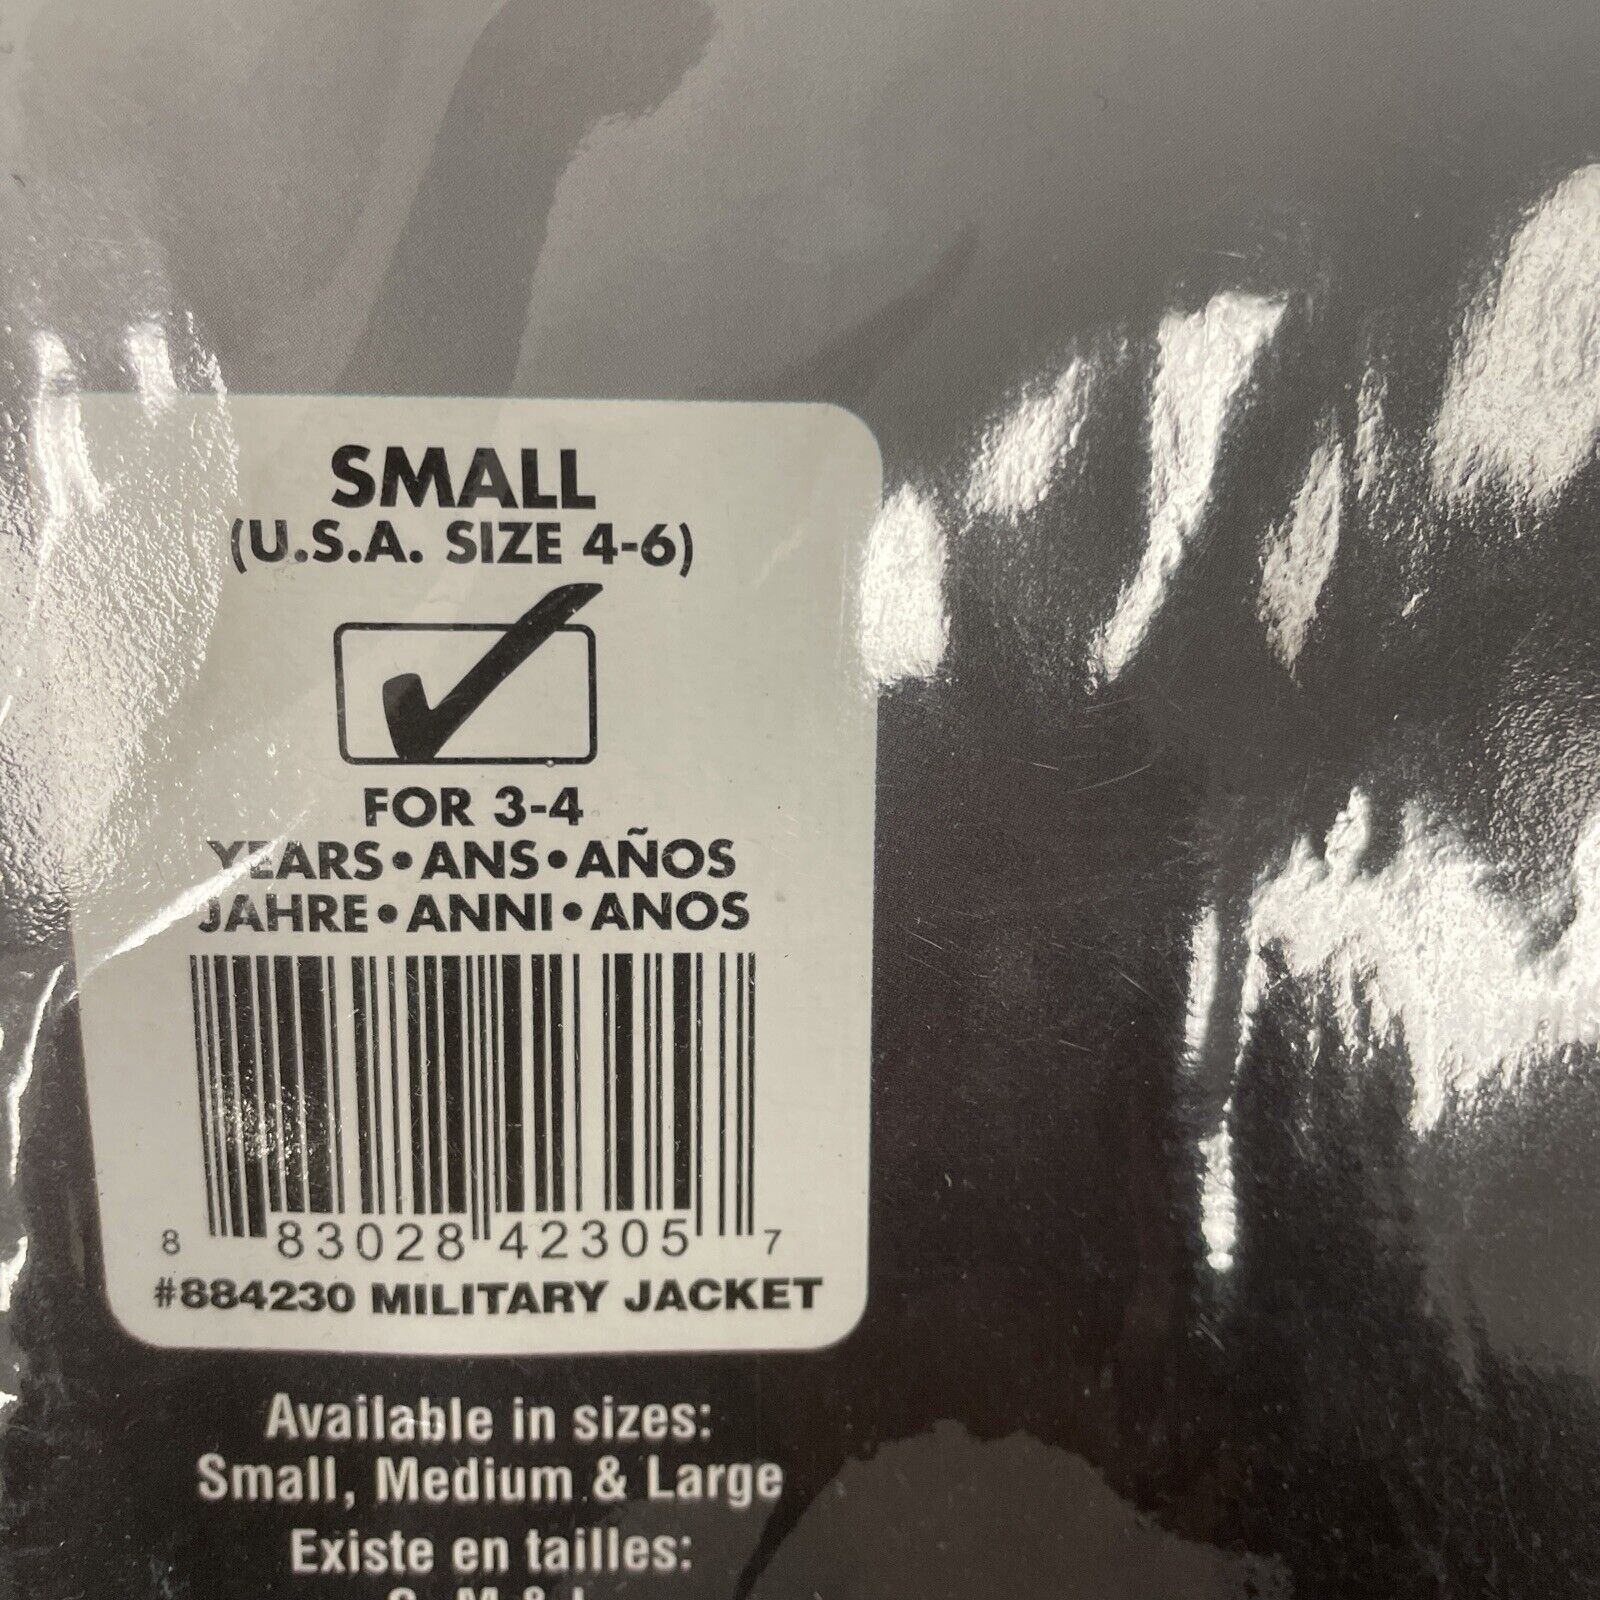 SMALL
(U.S.A. SIZE 4-6)
FOR 3-4
YEARS•ANS•AÑOS
JAHRE•ANNI•ANOS
8 83028 42305 7
#884230 MILITARY JACKET
Available in sizes:
Small, Medium & Large
Existe en tailles: